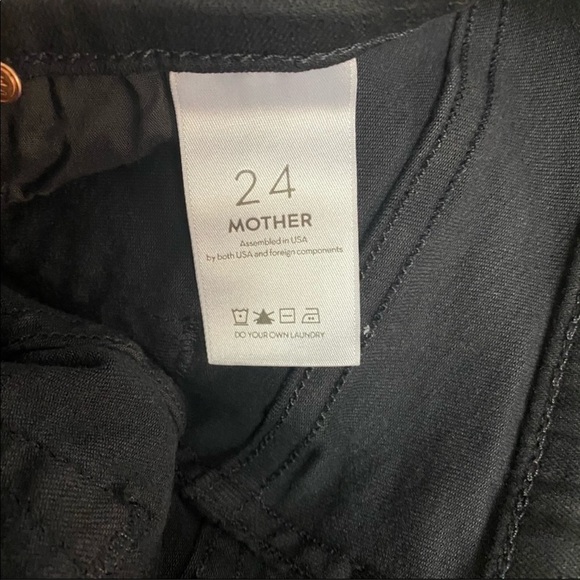 24
MOTHER
Assembled in USA
by both USA and foreign components
DO YOUR OWN LAUNDRY